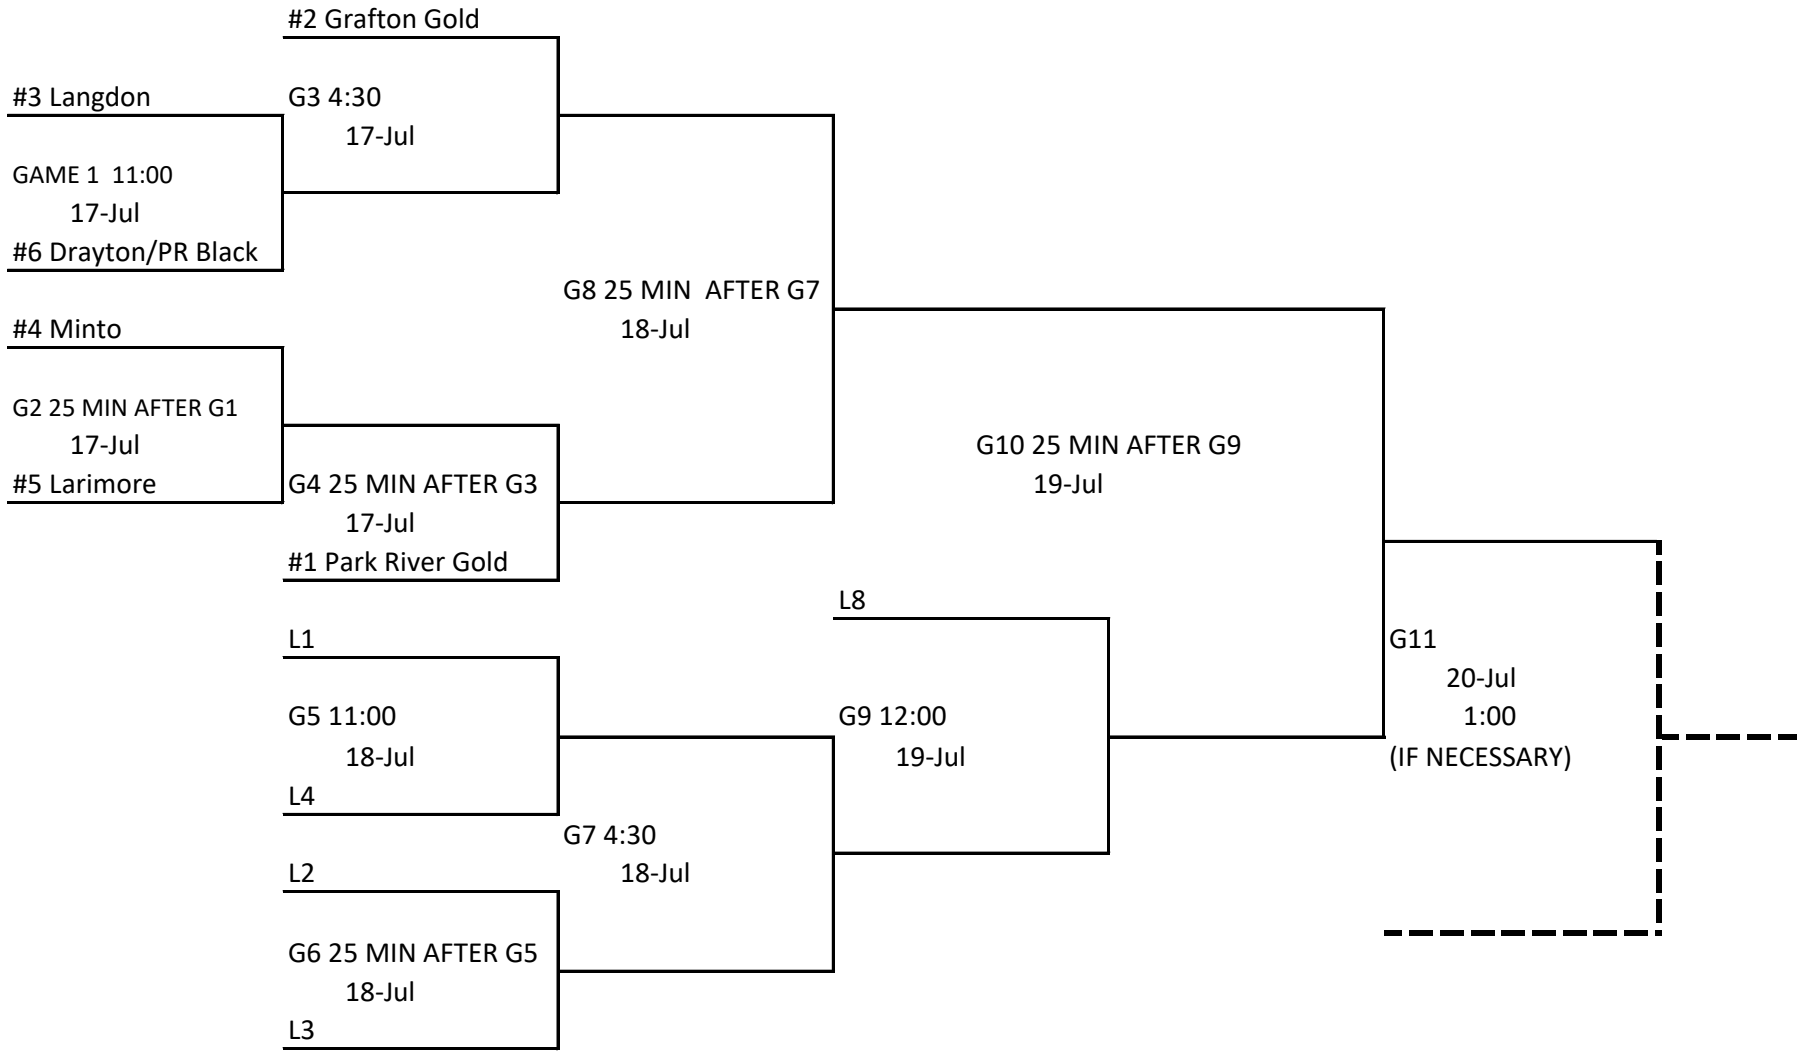 #2 Grafton Gold
#3 Langdon
G3 4:30
17-Jul
GAME 1  11:00
17-Jul
#6 Drayton/PR Black
G8 25 MIN  AFTER G7
18-Jul
#4 Minto
G2 25 MIN AFTER G1
17-Jul
#5 Larimore
G4 25 MIN AFTER G3
17-Jul
#1 Park River Gold
G10 25 MIN AFTER G9
19-Jul
L8
L1
G5 11:00
18-Jul
L4
G9 12:00
19-Jul
G11
20-Jul
1:00
(IF NECESSARY)
G7 4:30
18-Jul
L2
G6 25 MIN AFTER G5
18-Jul
L3